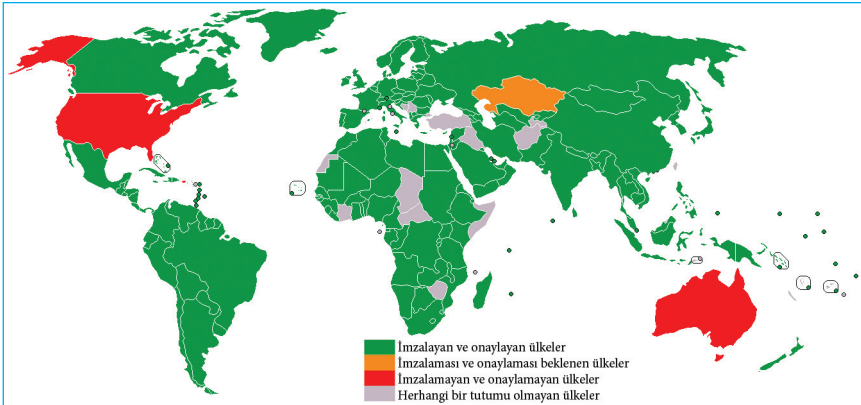 İmzalayan ve onaylayan ülkeler
İmzalaması ve onaylaması beklenen ülkeler
İmzalamayan ve onaylamayan ülkeler
Herhangi bir tutumu olmayan ülkeler